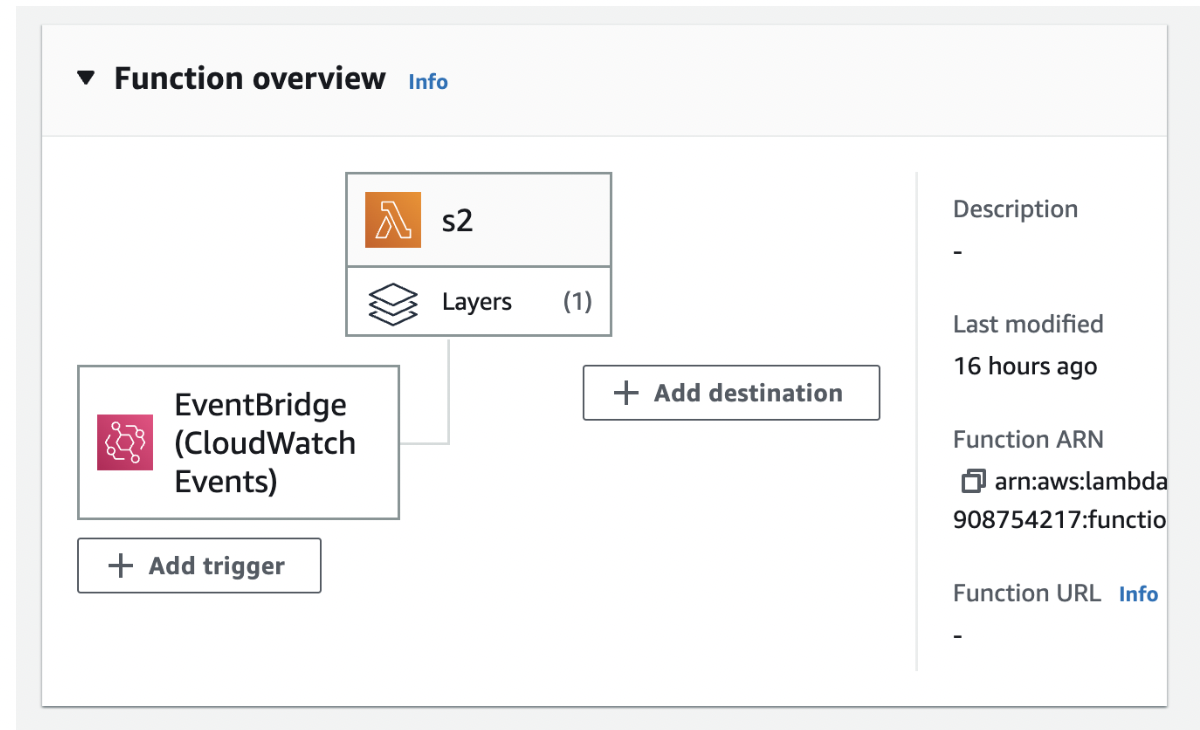 Function overview Info
s2
Layers (1)
EventBridge
(CloudWatch
Events)
Add trigger
Add destination
Description
-
Last modified
16 hours ago
Function ARN
arn:aws:lambda
908754217:functio
Function URL Info
-